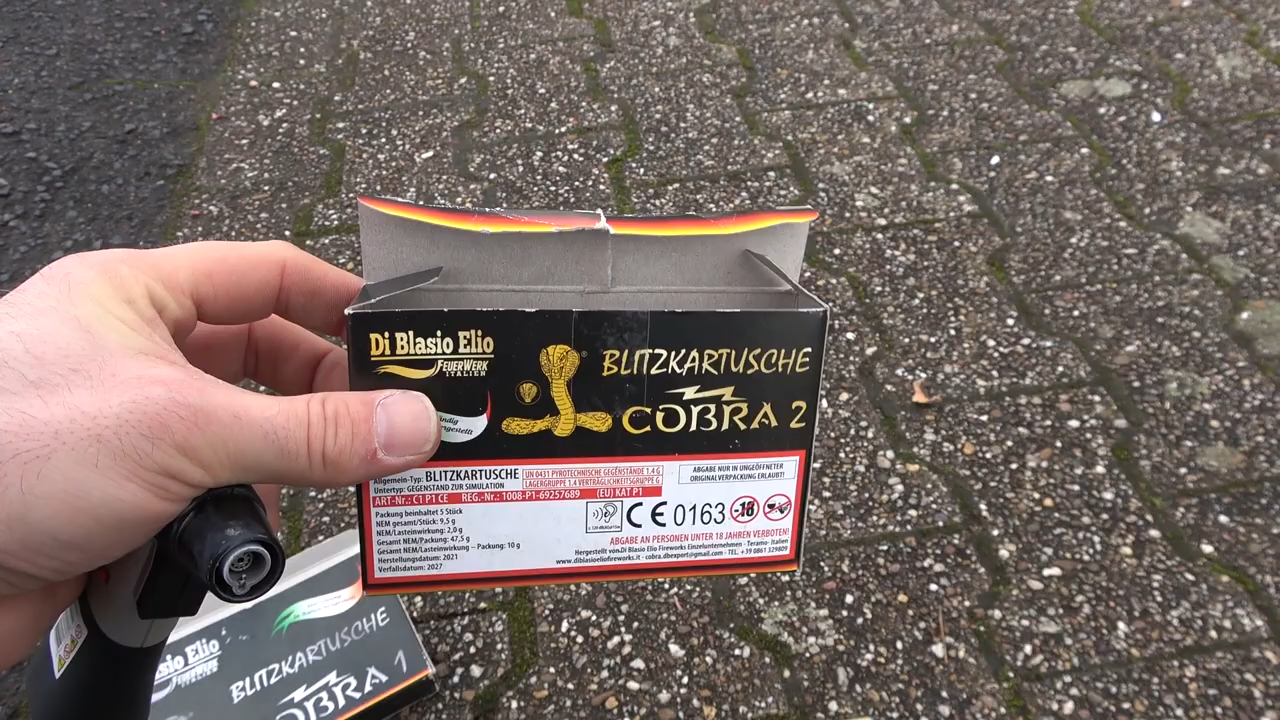 Di Blasio Elio
FEUERWERK
ITALIEN
BLITZKARTUSCHE
COBRA 2
Allgemein-Typ: BLITZKARTUSCHE
Untertyp: GEGENSTAND ZUR SIMULATION
UN 0431 PYROTECHNISCHE GEGENSTÄNDE 1.4 G
LAGERGRUPPE 1.4 VERTRÄGLICHKEITSGRUPPE G
ABGABE NUR IN UNGEÖFFNETER
ORIGINALVERPACKUNG ERLAUBT!
ART-Nr.: C1 P1 CE REG.-Nr.: 1008-P1-69257689 (EU) KAT P1
Packung beinhaltet 5 Stück
NEM gesamt/Stück: 9,5 g
NEM/Lasteinwirkung: 2,0 g
Gesamt NEM/Packung: 47,5 g
Gesamt NEM/Lasteinwirkung – Packung: 10 g
Herstellungsdatum: 2021
Verfallsdatum: 2027
CE 0163
-18
ABGABE AN PERSONEN UNTER 18 JAHREN VERBOTEN!
Hergestellt von:Di Blasio Elio Fireworks Einzelunternehmen - Teramo- Italien
www.diblasioeliofireworks.it - cobra.dbexport@gmail.com - TEL. +39 0861 329809
sio Elio
FEUERWERK
ITALIEN
BLITZKARTUSCHE
OBRA 1